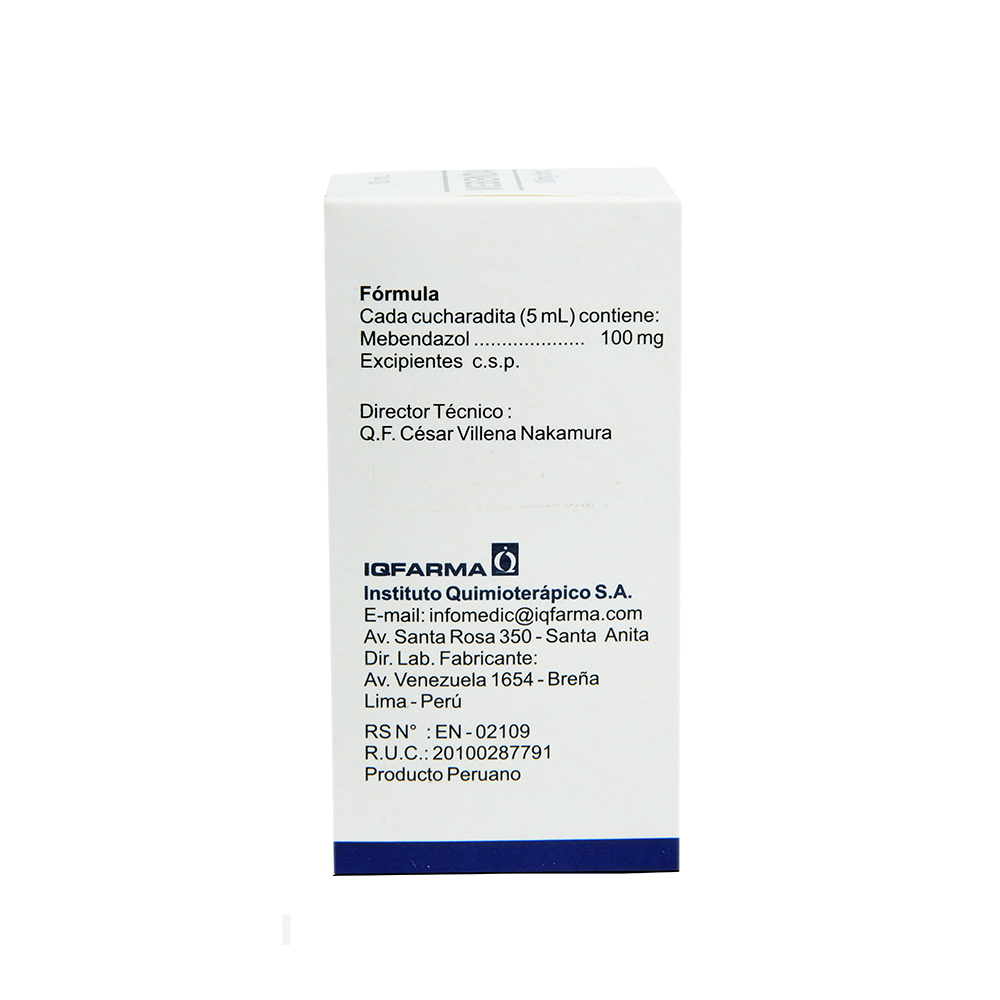 Fórmula
Cada cucharadita (5 mL) contiene:
Mebendazol .................... 100 mg
Excipientes c.s.p.
Director Técnico :
Q.F. César Villena Nakamura
IQFARMA
Instituto Quimioterápico S.A.
E-mail: infomedic@iqfarma.com
Av. Santa Rosa 350 - Santa Anita
Dir. Lab. Fabricante:
Av. Venezuela 1654 - Breña
Lima - Perú
RS N° : EN - 02109
R.U.C.: 20100287791
Producto Peruano